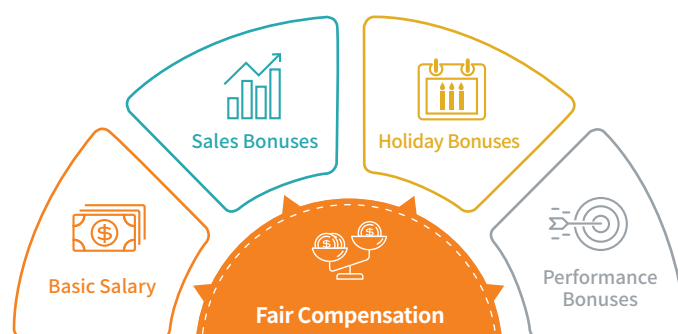 Sales Bonuses
Holiday Bonuses
Basic Salary
Performance
Bonuses
Fair Compensation